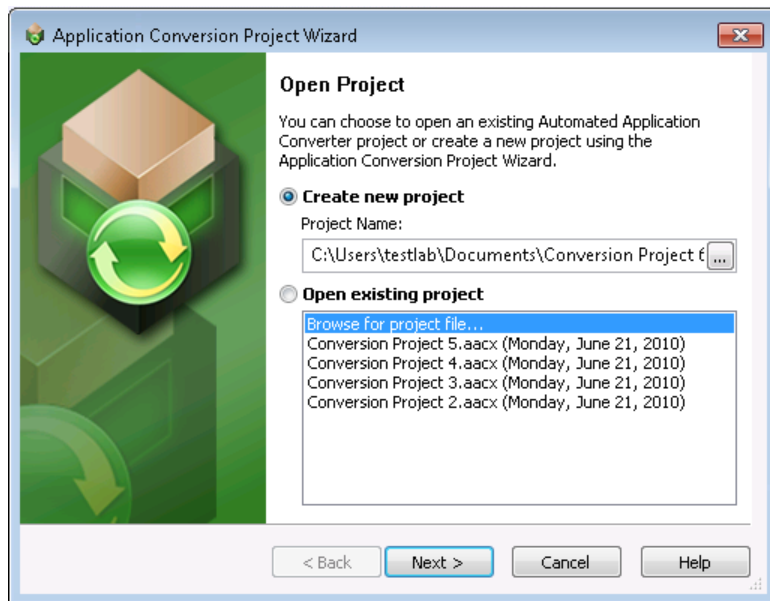 Application Conversion Project Wizard
Open Project
You can choose to open an existing Automated Application
Converter project or create a new project using the
Application Conversion Project Wizard.
Create new project
Project Name:
C:\Users\testlab\Documents\Conversion Project 6 ...
Open existing project
Browse for project file...
Conversion Project 5.aacx (Monday, June 21, 2010)
Conversion Project 4.aacx (Monday, June 21, 2010)
Conversion Project 3.aacx (Monday, June 21, 2010)
Conversion Project 2.aacx (Monday, June 21, 2010)
< Back Next > Cancel Help